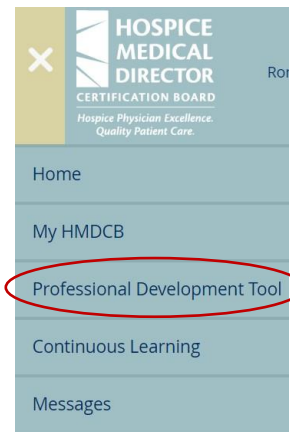 HOSPICE
MEDICAL
DIRECTOR
CERTIFICATION BOARD
Hospice Physician Excellence.
Quality Patient Care.
Home
My HMDCB
Professional Development Tool
Continuous Learning
Messages